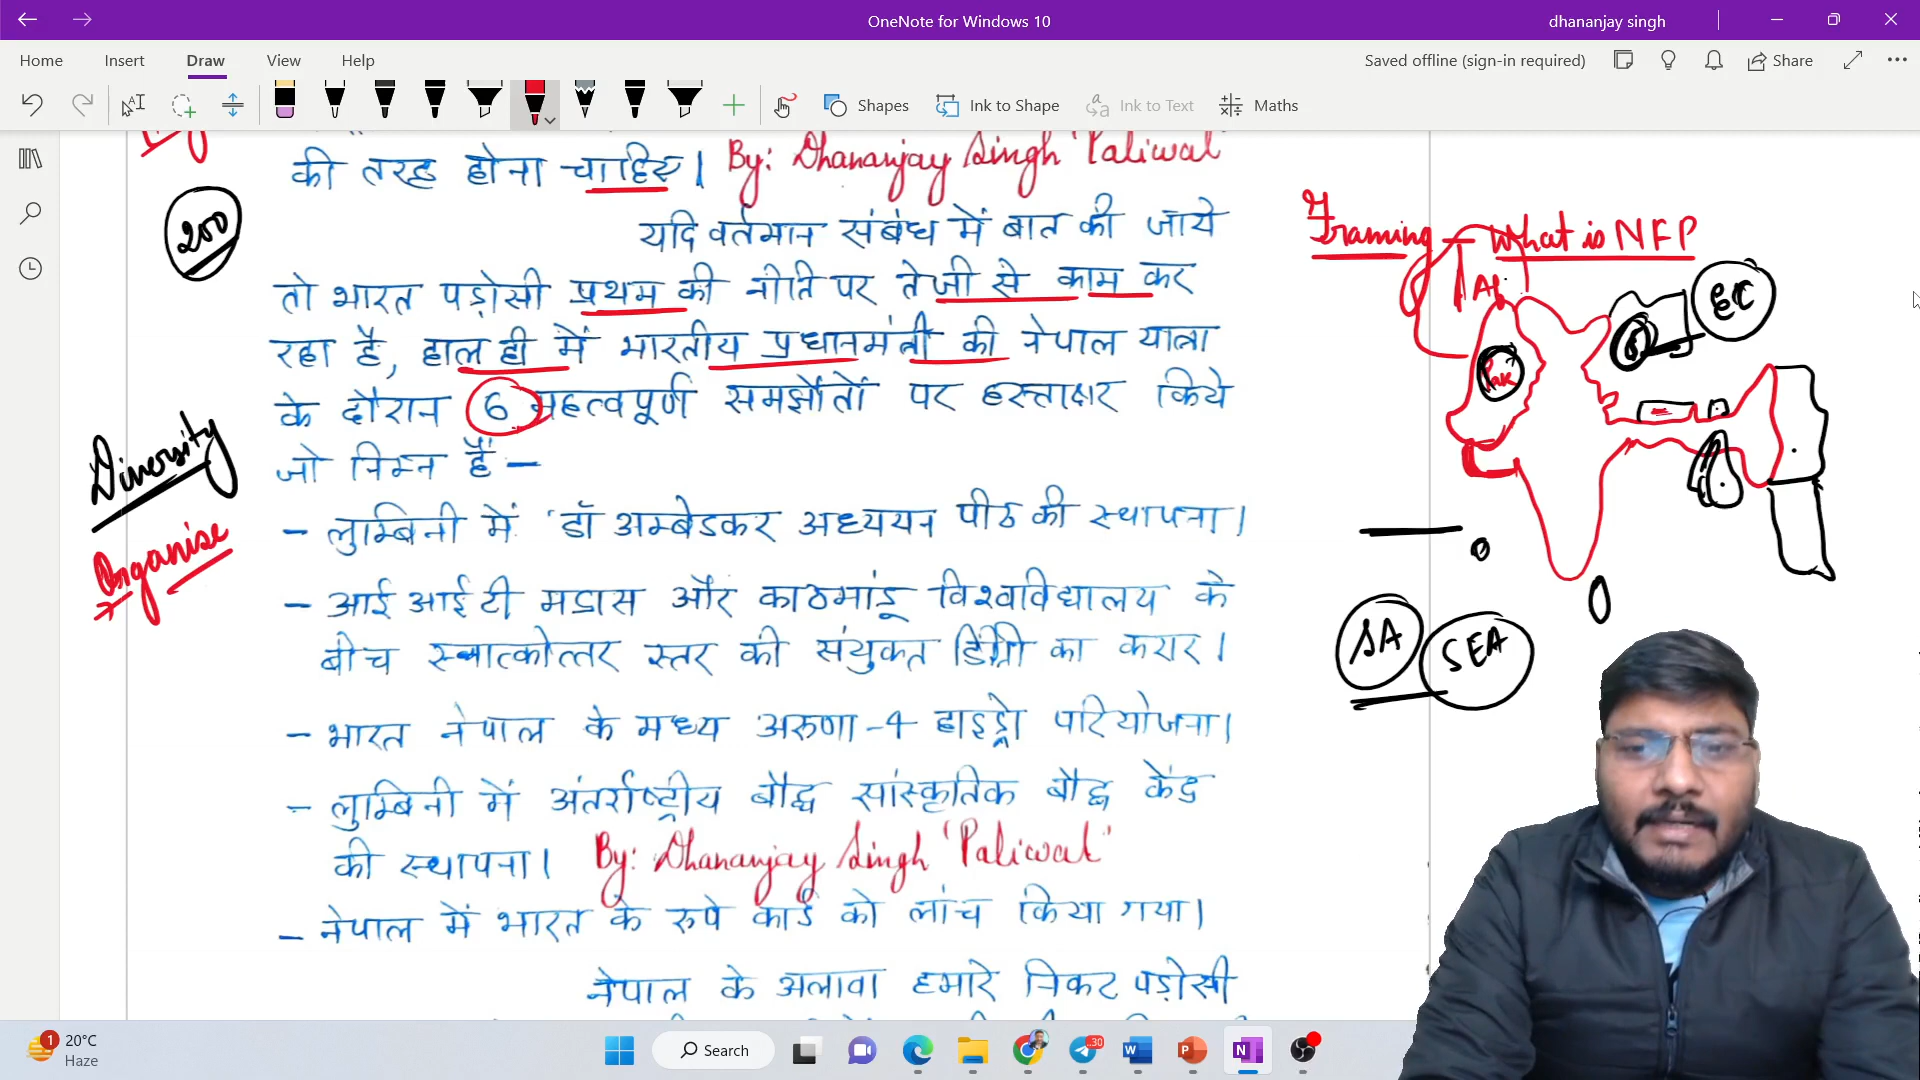 OneNote for Windows 10
dhananjay singh
Home Insert Draw View Help
Saved offline (sign-in required)
Share
Shapes
Ink to Shape
Ink to Text
Maths
की तरह होना चाहिए। By: Dhananjay Singh 'Paliwal'
200
यदि वर्तमान संबंध में बात की जाये
तो भारत पड़ोसी प्रथम की नीति पर तेजी से काम कर
रहा है, हाल ही में भारतीय प्रधानमंत्री की नेपाल यात्रा
के दौरान 6 महत्वपूर्ण समझौतों पर हस्ताक्षर किये
जो निम्न हैं –
Diversity
Organise
– लुम्बिनी में 'डॉ अम्बेडकर अध्ययन पीठ की स्थापना।
– आई आई टी मद्रास और काठमांडू विश्वविद्यालय के
बीच स्नात्कोत्तर स्तर की संयुक्त डिग्री का करार।
– भारत नेपाल के मध्य अरुणा-4 हाइड्रो परियोजना।
– लुम्बिनी में अंतर्राष्ट्रीय बौद्ध सांस्कृतिक बौद्ध केंद्र
की स्थापना। By: Dhananjay Singh 'Paliwal'
– नेपाल में भारत के रुपे कार्ड को लांच किया गया।
नेपाल के अलावा हमारे निकट पड़ोसी
Framing – What is NFP
Pak
SA
SEA
1
20°C
Haze
Search
30